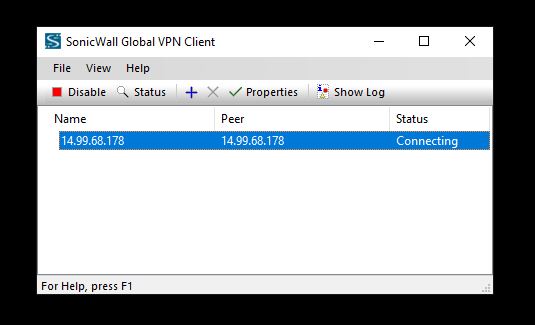 SonicWall Global VPN Client
File View Help
Disable Status Properties Show Log
Name Peer Status
14.99.68.178 14.99.68.178 Connecting
For Help, press F1